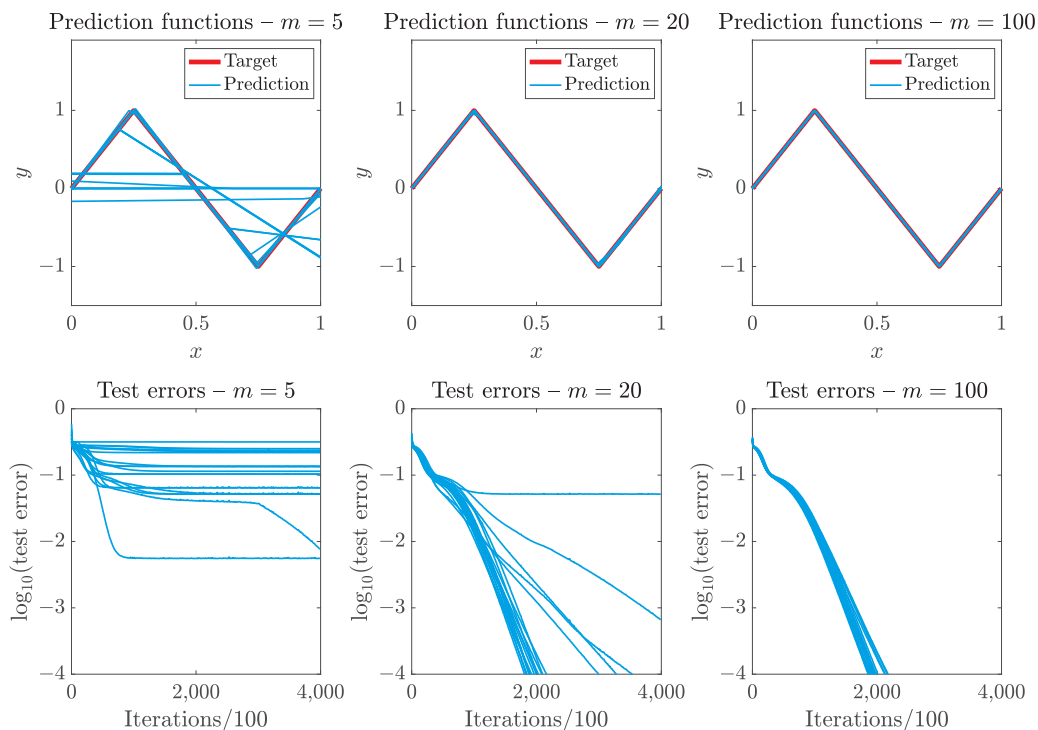 Prediction functions – m = 5
Target
Prediction
1
0
−1
y
0
0.5
1
x
Prediction functions – m = 20
Target
Prediction
1
0
−1
y
0
0.5
1
x
Prediction functions – m = 100
Target
Prediction
1
0
−1
y
0
0.5
1
x
Test errors – m = 5
0
−1
−2
−3
−4
log₁₀(test error)
0
2,000
4,000
Iterations/100
Test errors – m = 20
0
−1
−2
−3
−4
log₁₀(test error)
0
2,000
4,000
Iterations/100
Test errors – m = 100
0
−1
−2
−3
−4
log₁₀(test error)
0
2,000
4,000
Iterations/100